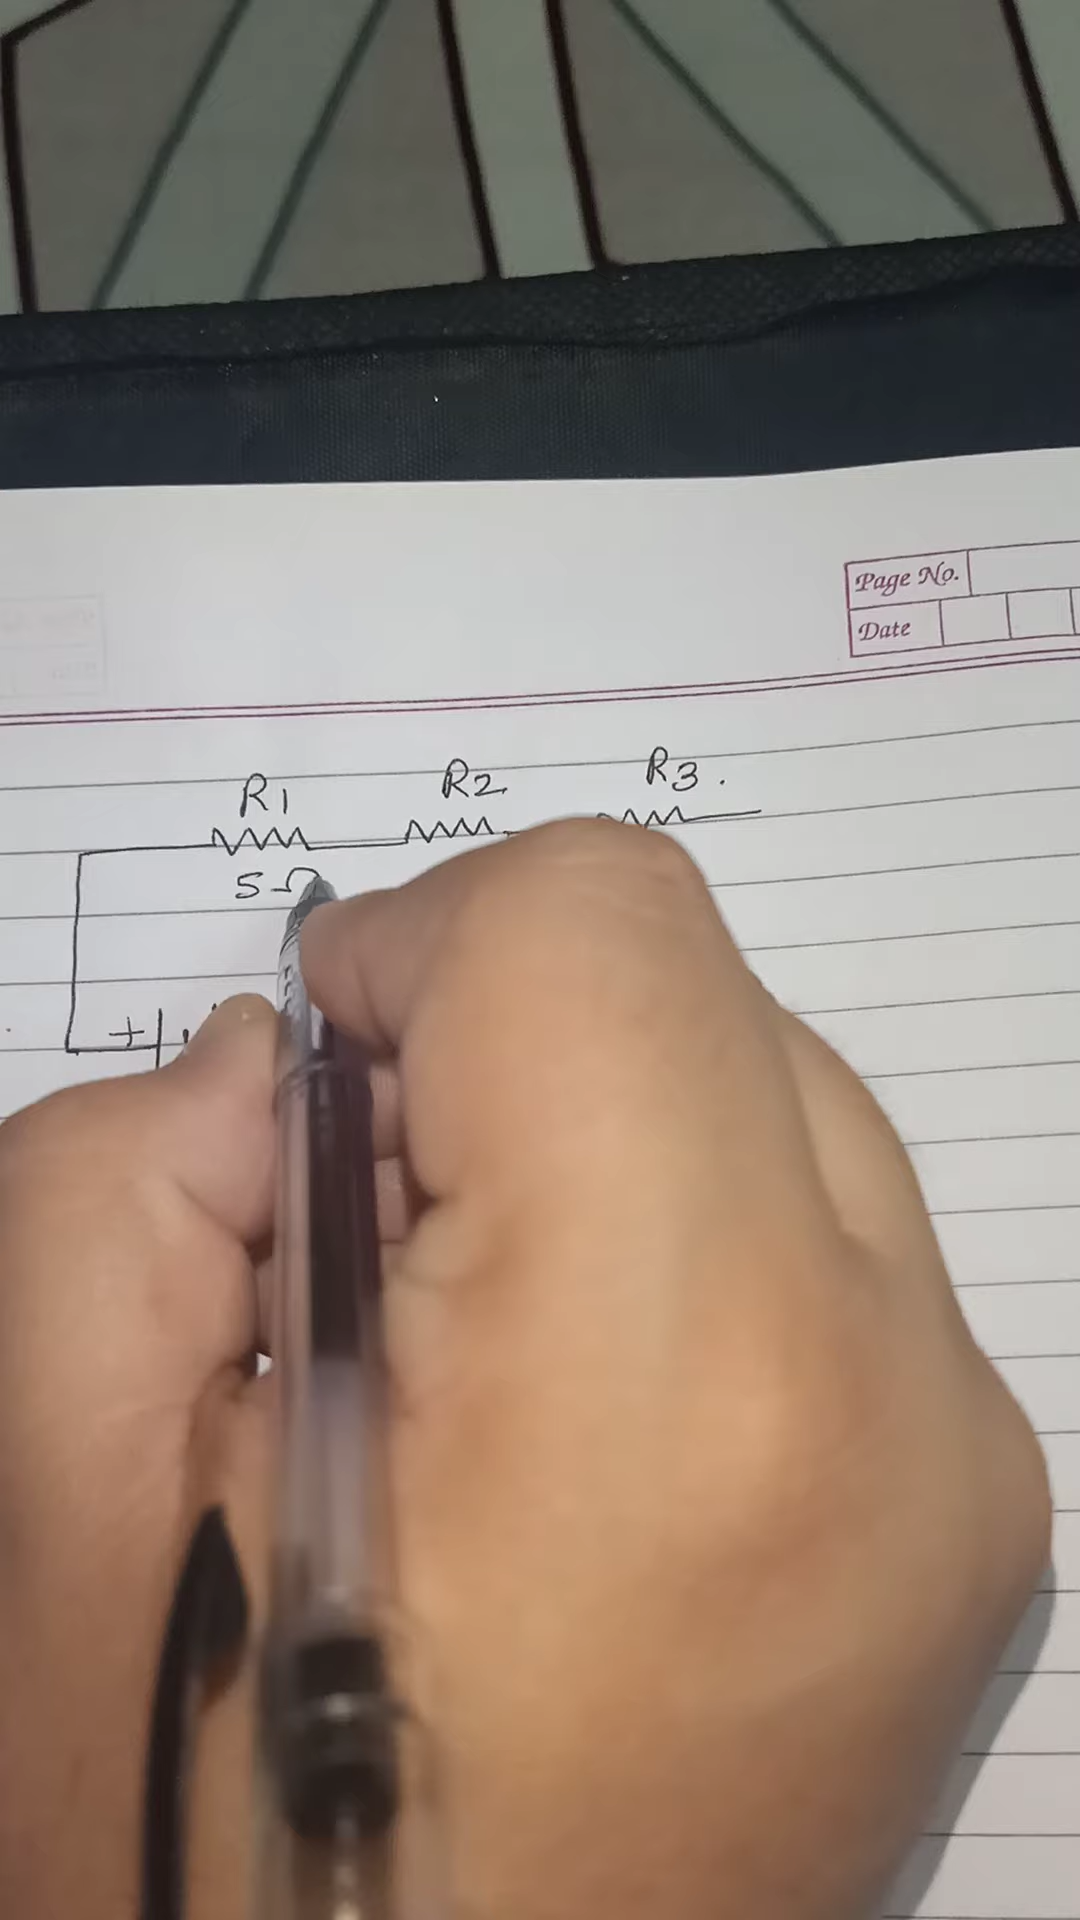 Page No.
Date
R1 R2 R3.
5Ω
+